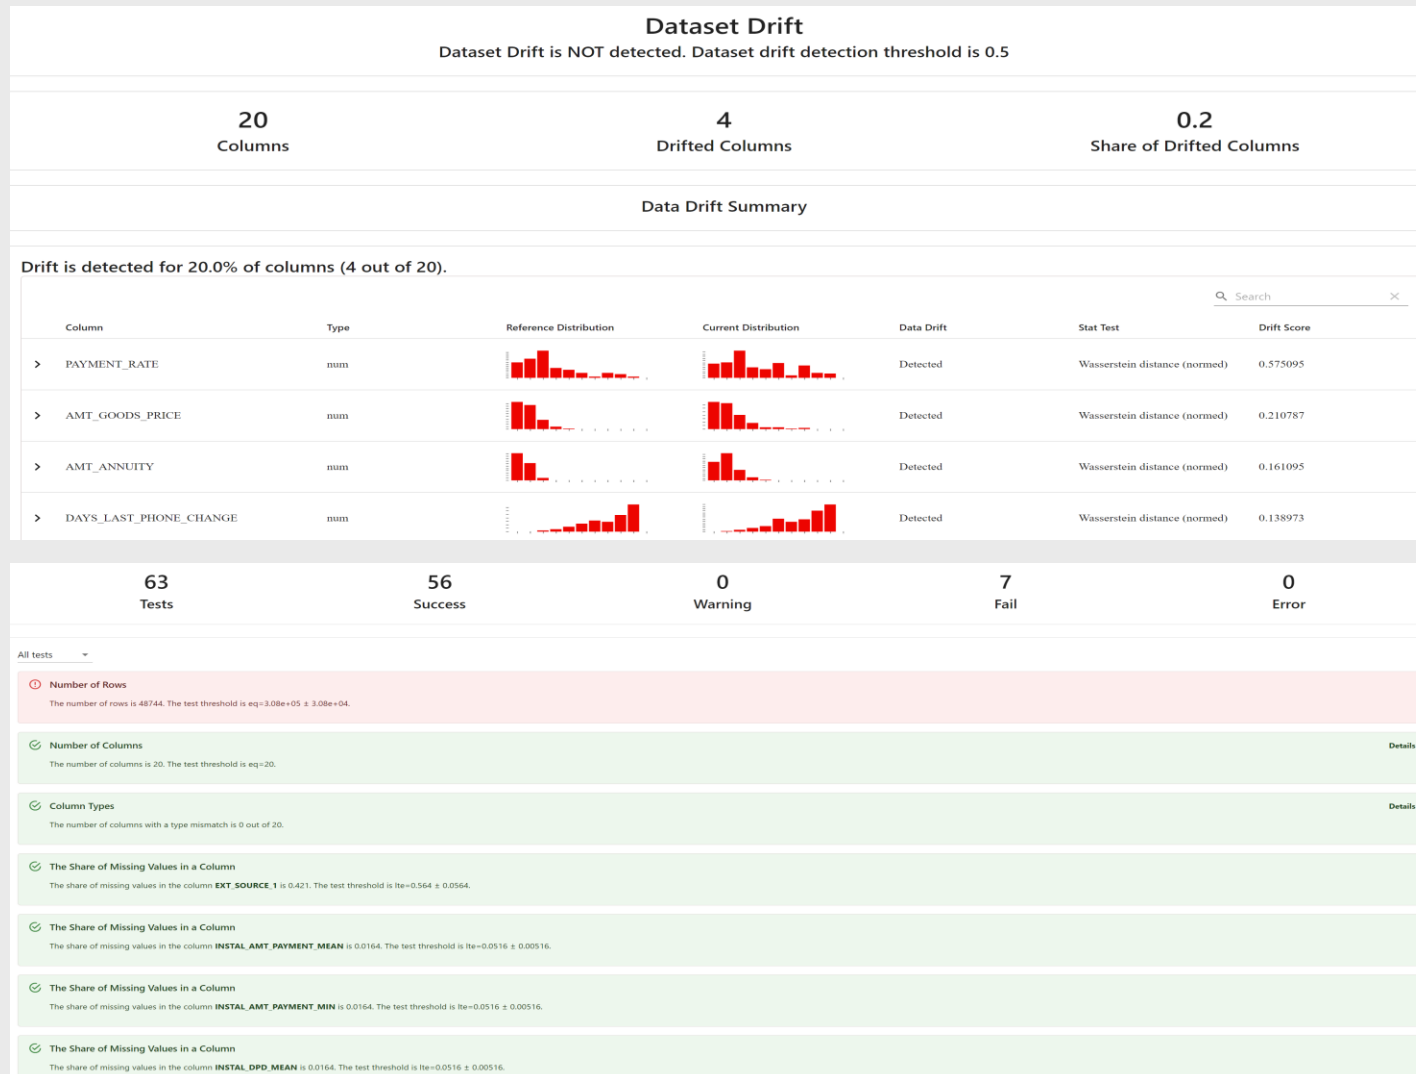 Dataset Drift
Dataset Drift is NOT detected. Dataset drift detection threshold is 0.5
20 4 0.2
Columns Drifted Columns Share of Drifted Columns
Data Drift Summary
Drift is detected for 20.0% of columns (4 out of 20).
Search
Column Type Reference Distribution Current Distribution Data Drift Stat Test Drift Score
PAYMENT_RATE num Detected Wasserstein distance (normed) 0.575095
AMT_GOODS_PRICE num Detected Wasserstein distance (normed) 0.210787
AMT_ANNUITY num Detected Wasserstein distance (normed) 0.161095
DAYS_LAST_PHONE_CHANGE num Detected Wasserstein distance (normed) 0.138973
63 56 0 7 0
Tests Success Warning Fail Error
All tests
Number of Rows
The number of rows is 48744. The test threshold is eq=3.08e+05 ± 3.08e+04.
Number of Columns Details
The number of columns is 20. The test threshold is eq=20.
Column Types Details
The number of columns with a type mismatch is 0 out of 20.
The Share of Missing Values in a Column
The share of missing values in the column EXT_SOURCE_1 is 0.421. The test threshold is lte=0.564 ± 0.0564.
The Share of Missing Values in a Column
The share of missing values in the column INSTAL_AMT_PAYMENT_MEAN is 0.0164. The test threshold is lte=0.0516 ± 0.00516.
The Share of Missing Values in a Column
The share of missing values in the column INSTAL_AMT_PAYMENT_MIN is 0.0164. The test threshold is lte=0.0516 ± 0.00516.
The Share of Missing Values in a Column
The share of missing values in the column INSTAL_DPD_MEAN is 0.0164. The test threshold is lte=0.0516 ± 0.00516.